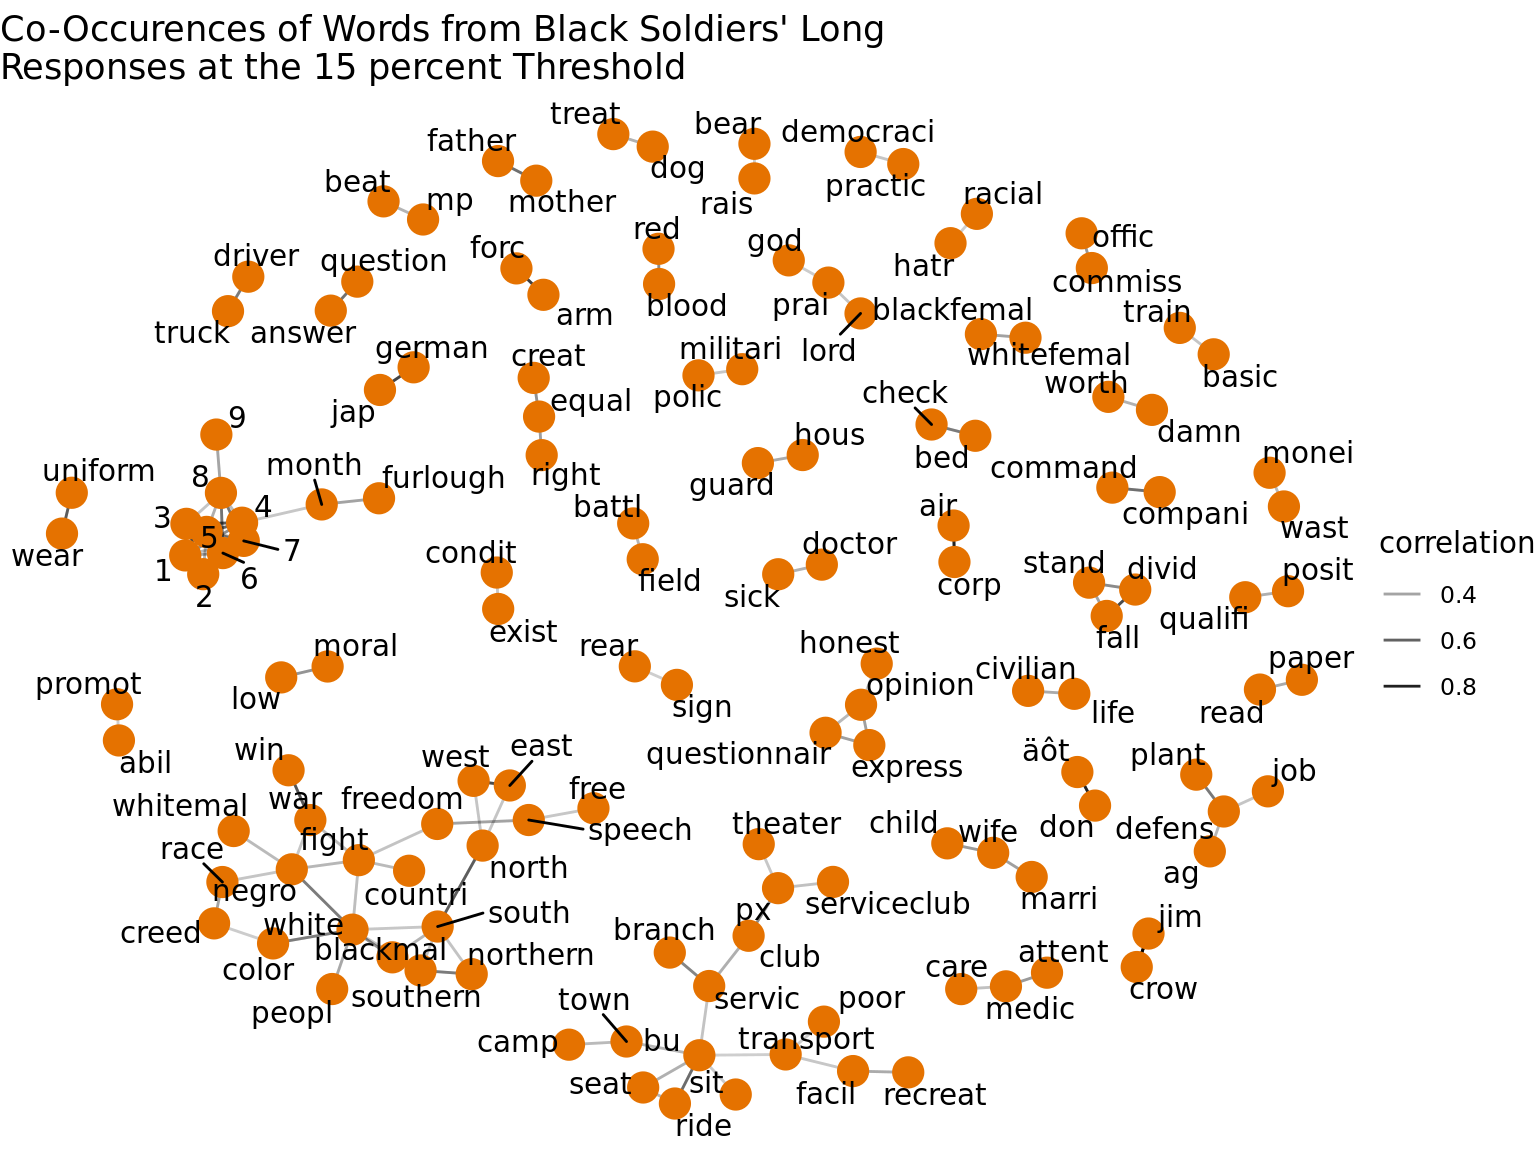 Co-Occurences of Words from Black Soldiers' Long
Responses at the 15 percent Threshold
treat
bear
democraci
father
dog
practic
beat
mp
mother
rais
racial
red
god
forc
offic
driver
question
hatr
commiss
blood
prai
blackfemal
arm
train
truck
answer
german
creat
militari
lord
whitefemal
worth
basic
jap
equal
polic
check
9
hous
damn
uniform
8
month
furlough
right
guard
bed
command
monei
3
4
battl
air
compani
wast
wear
5
7
condit
doctor
correlation
1
6
field
stand
divid
posit
2
sick
corp
0.4
exist
fall
qualifi
0.6
moral
rear
honest
promot
low
sign
opinion
civilian
paper
0.8
life
read
abil
win
west
east
questionnair
express
äôt
plant
job
whitemal
war
freedom
free
race
fight
speech
theater
child
wife
don
defens
north
ag
negro
countri
marri
creed
white
south
px
serviceclub
jim
color
blackmal
northern
branch
club
care
attent
crow
peopl
southern
servic
medic
town
poor
camp
bu
transport
seat
sit
facil
recreat
ride